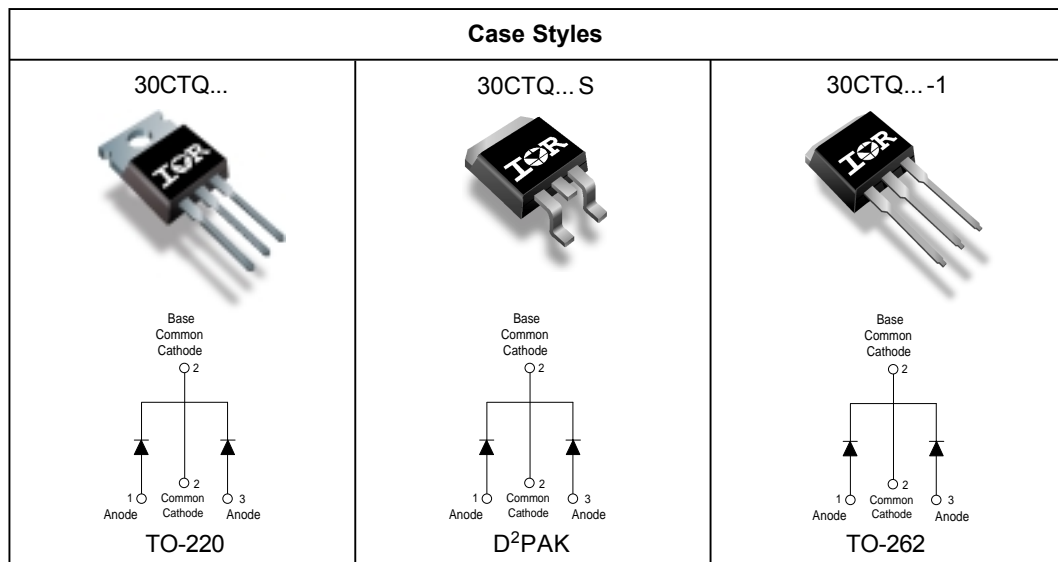 Case Styles
30CTQ...
IOR
Base
Common
Cathode
2
2
1
Common
Cathode
3
Anode
Anode
TO-220
30CTQ... S
IOR
Base
Common
Cathode
2
2
1
Common
Cathode
3
Anode
Anode
D²PAK
30CTQ... -1
IOR
Base
Common
Cathode
2
2
1
Common
Cathode
3
Anode
Anode
TO-262